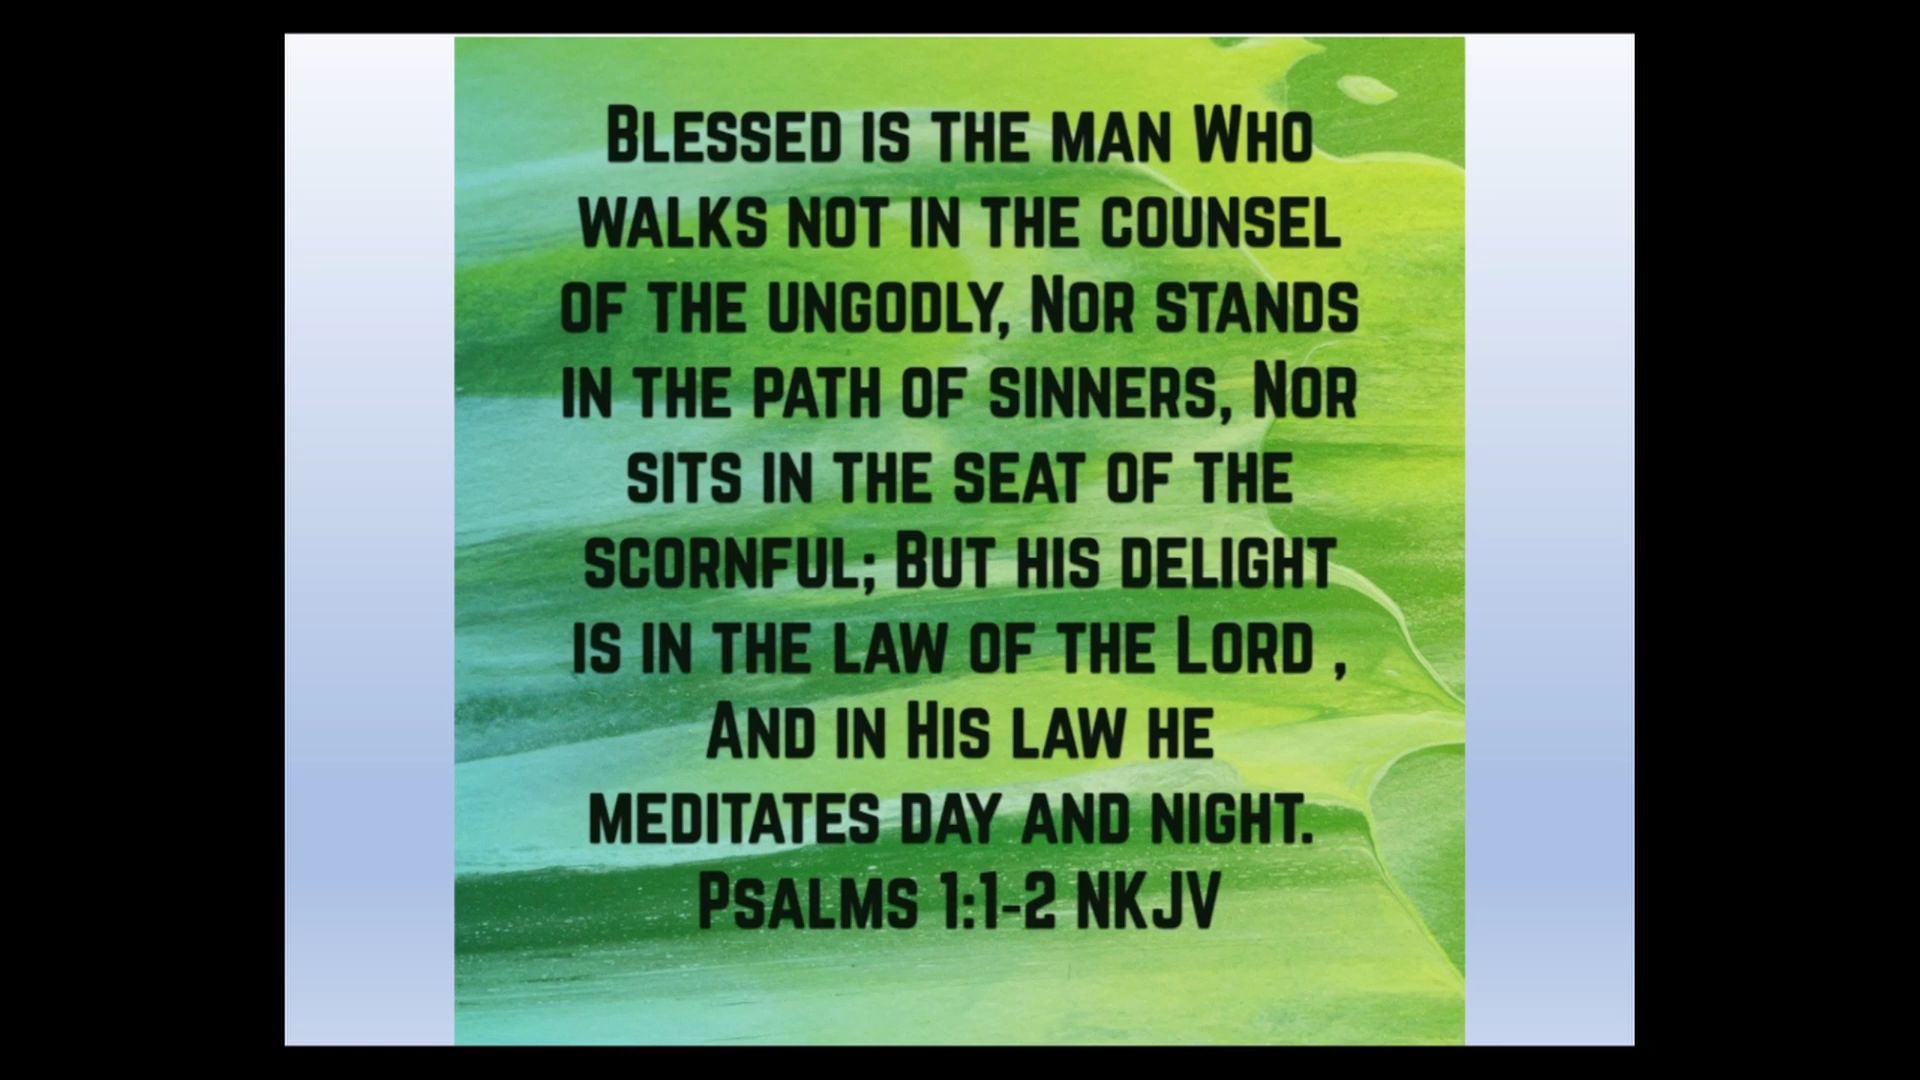 Blessed is the man Who
walks not in the counsel
of the ungodly, Nor stands
in the path of sinners, Nor
sits in the seat of the
scornful; But his delight
is in the law of the Lord ,
And in His law he
meditates day and night.
Psalms 1:1-2 NKJV